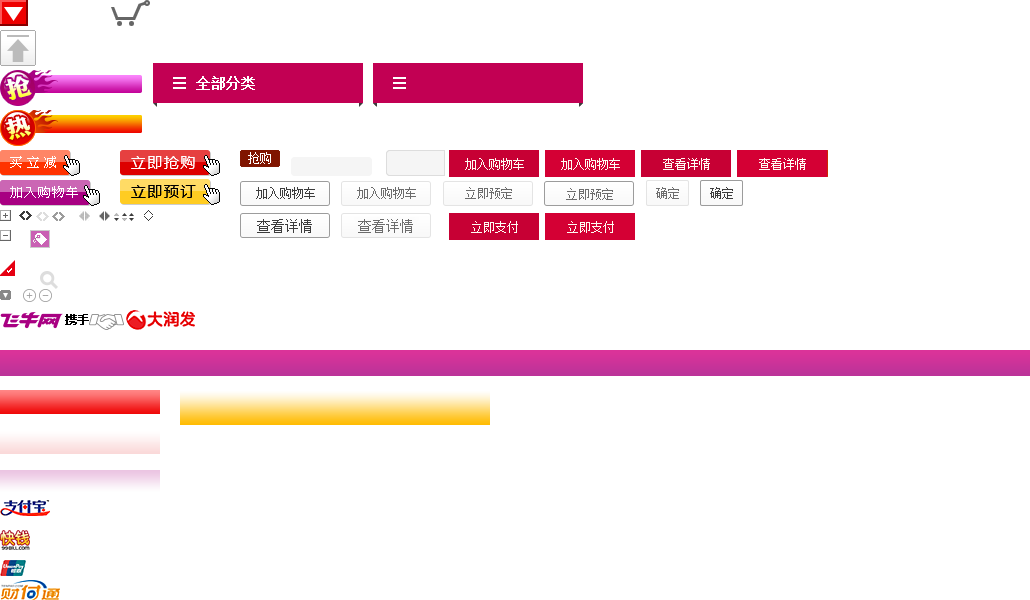 抢
全部分类
热
买立减
立即抢购
抢购
加入购物车
加入购物车
查看详情
查看详情
加入购物车
立即预订
加入购物车
加入购物车
立即预定
立即预定
确定
确定
查看详情
查看详情
立即支付
立即支付
飞牛网 携手 大润发
支付宝
快钱
99BILL.COM
UnionPay
银联
财付通